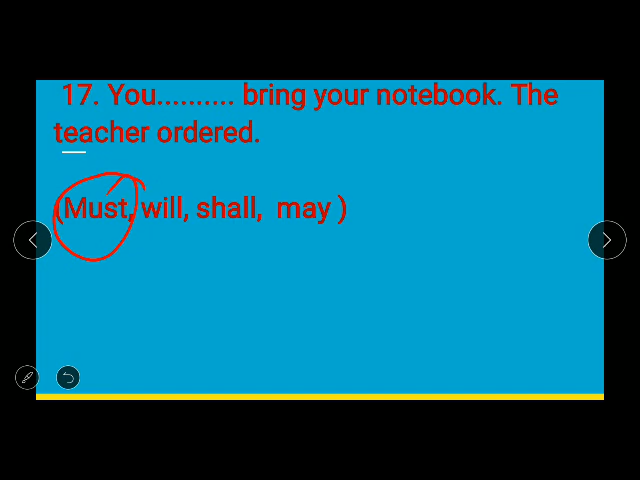 17. You.......... bring your notebook. The
teacher ordered.
(Must, will, shall, may )